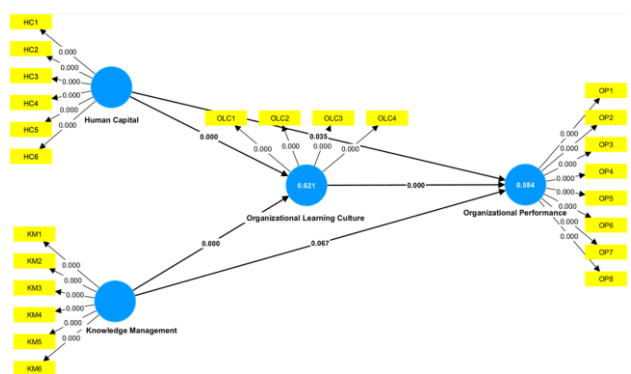 HC1
HC2
HC3
HC4
HC5
HC6
0.000
0.000
0.000
0.000
0.000
0.000
Human Capital
OLC1
OLC2
OLC3
OLC4
0.000
0.000
0.000
0.000
0.035
0.000
0.621
Organizational Learning Culture
0.000
0.000
0.067
OP1
OP2
OP3
OP4
OP5
OP6
OP7
OP8
0.000
0.000
0.000
0.000
0.000
0.000
0.000
0.000
0.584
Organizational Performance
KM1
KM2
KM3
KM4
KM5
KM6
0.000
0.000
0.000
0.000
0.000
0.000
Knowledge Management